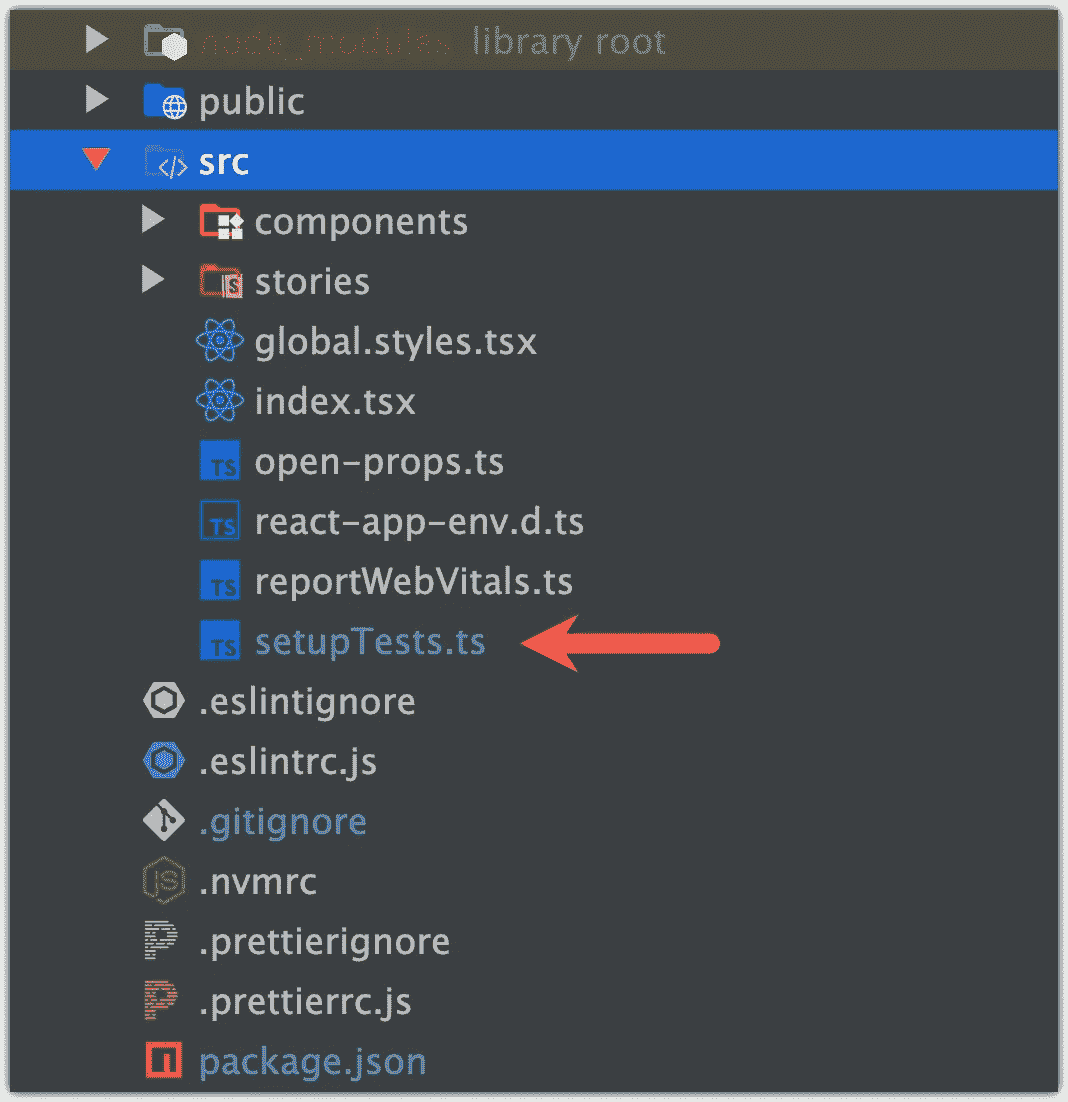 node_modules library root
public
src
components
stories
global.styles.tsx
index.tsx
TS open-props.ts
TS react-app-env.d.ts
TS reportWebVitals.ts
TS setupTests.ts
.eslintignore
.eslintrc.js
.gitignore
JS .nvmrc
.prettierignore
.prettierrc.js
package.json